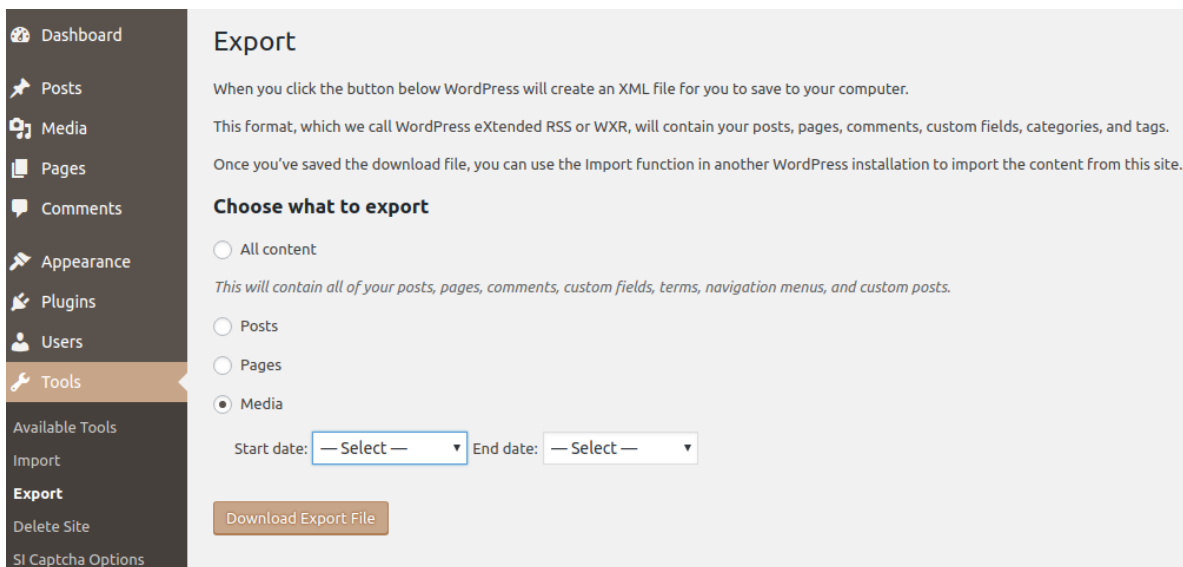 Dashboard
Posts
Media
Pages
Comments
Appearance
Plugins
Users
Tools
Available Tools
Import
Export
Delete Site
SI Captcha Options
Export
When you click the button below WordPress will create an XML file for you to save to your computer.
This format, which we call WordPress eXtended RSS or WXR, will contain your posts, pages, comments, custom fields, categories, and tags.
Once you've saved the download file, you can use the Import function in another WordPress installation to import the content from this site.
Choose what to export
All content
This will contain all of your posts, pages, comments, custom fields, terms, navigation menus, and custom posts.
Posts
Pages
Media
Start date: — Select — End date: — Select —
Download Export File